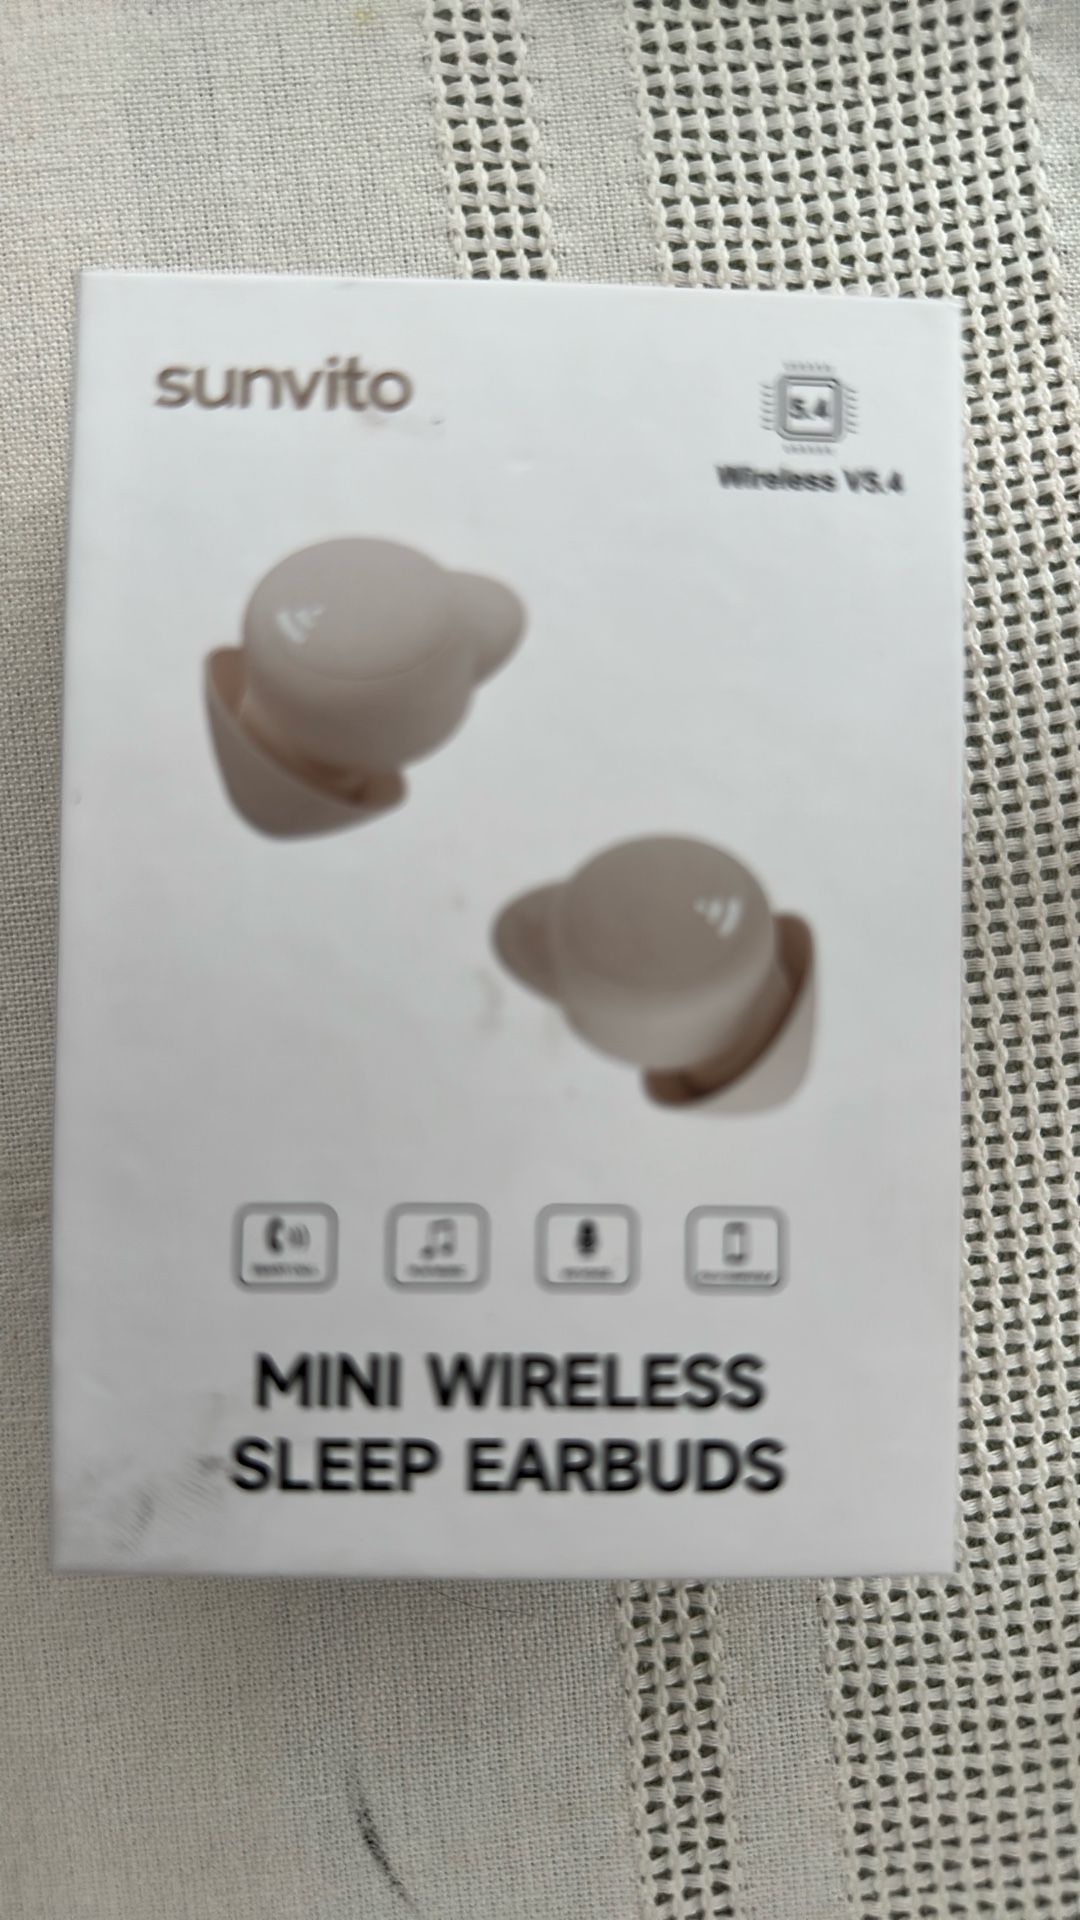 sunvito
5.4
Wireless V5.4
MINI WIRELESS
SLEEP EARBUDS